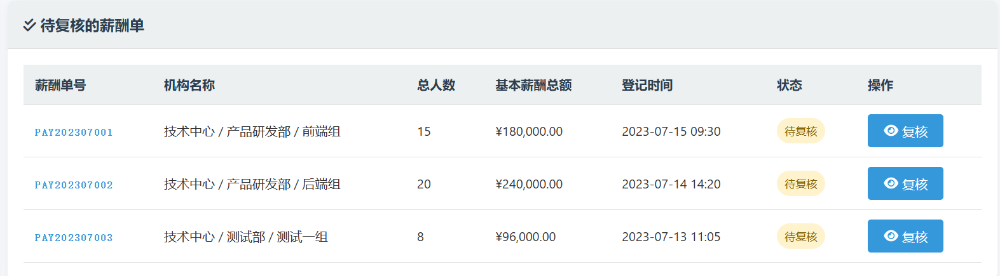 待复核的薪酬单
薪酬单号 机构名称 总人数 基本薪酬总额 登记时间 状态 操作
PAY202307001 技术中心 / 产品研发部 / 前端组 15 ¥180,000.00 2023-07-15 09:30 待复核 复核
PAY202307002 技术中心 / 产品研发部 / 后端组 20 ¥240,000.00 2023-07-14 14:20 待复核 复核
PAY202307003 技术中心 / 测试部 / 测试一组 8 ¥96,000.00 2023-07-13 11:05 待复核 复核